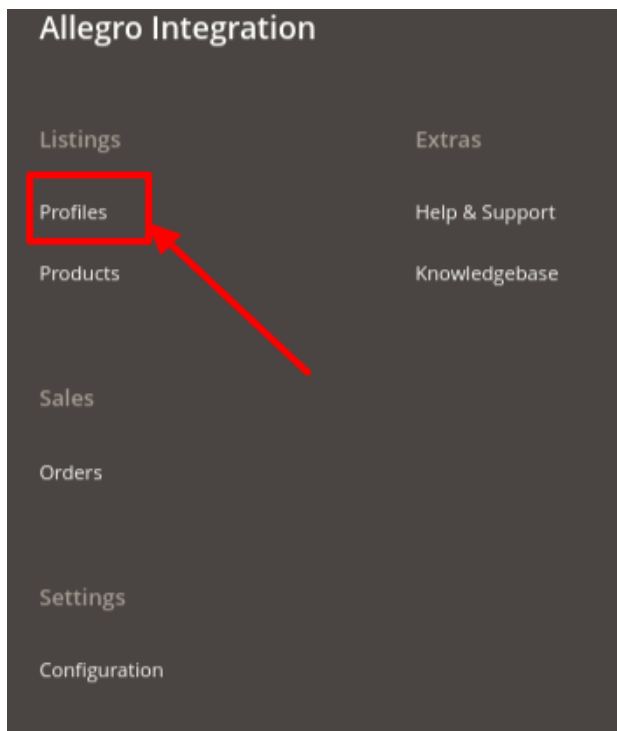 Allegro Integration
Listings
Profiles
Products
Sales
Orders
Settings
Configuration
Extras
Help & Support
Knowledgebase